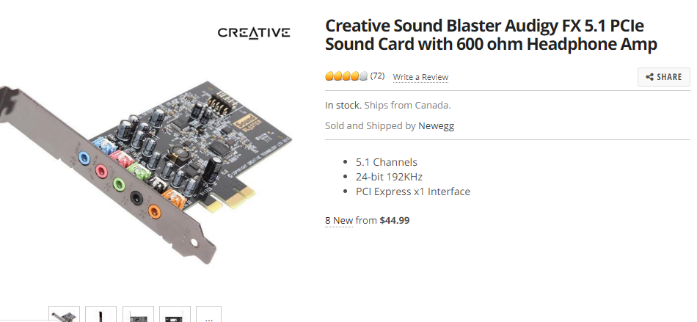 CREATIVE
Creative Sound Blaster Audigy FX 5.1 PCIe
Sound Card with 600 ohm Headphone Amp
(72) Write a Review
SHARE
In stock. Ships from Canada.
Sold and Shipped by Newegg
5.1 Channels
24-bit 192KHz
PCI Express x1 Interface
8 New from $44.99
...